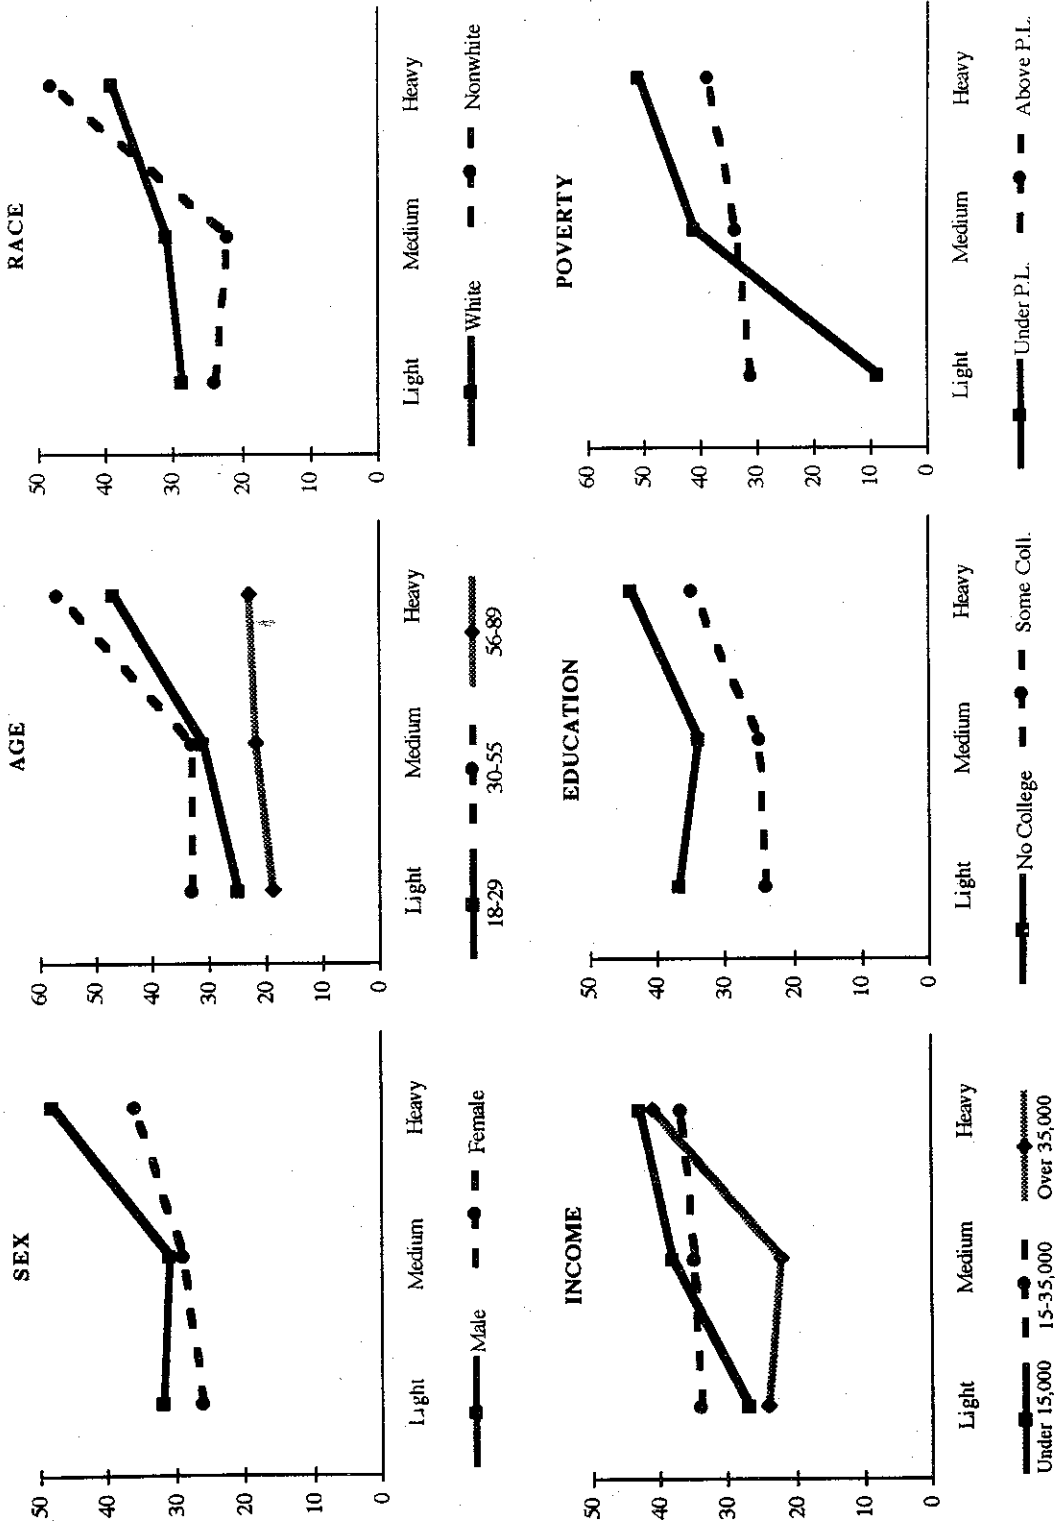 SEX
50
40
30
20
0
Light Medium Heavy
Male Female
AGE
60
50
40
30
20
10
0
Light Medium Heavy
18-29 30-55 56-89
RACE
50
40
30
20
0
Light Medium Heavy
White Nonwhite
INCOME
50
40
30
20
0
Light Medium Heavy
Under 15,000 15-35,000 Over 35,000
EDUCATION
50
40
30
20
10
0
Light Medium Heavy
No College Some Coll.
POVERTY
60
50
40
30
20
10
0
Light Medium Heavy
Under P.L. Above P.L.